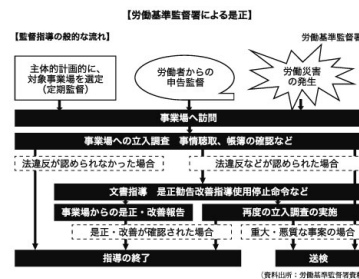 【労働基準監督署による是正】
【監督指導の一般的な流れ】
労働基準監督署
主体的計画的に、
対象事業場を選定
(定期監督)
労働者からの
申告監督
労働災害
の発生
事業場へ訪問
事業場への立入調査 事情聴取、帳簿の確認など
法違反が認められなかった場合
法違反などが認められた場合
文書指導 是正勧告改善指導使用停止命令など
事業場からの是正・改善報告
再度の立入調査の実施
是正・改善が確認された場合
重大・悪質な事案の場合
指導の終了
送検
(資料出所:労働基準監督署資料